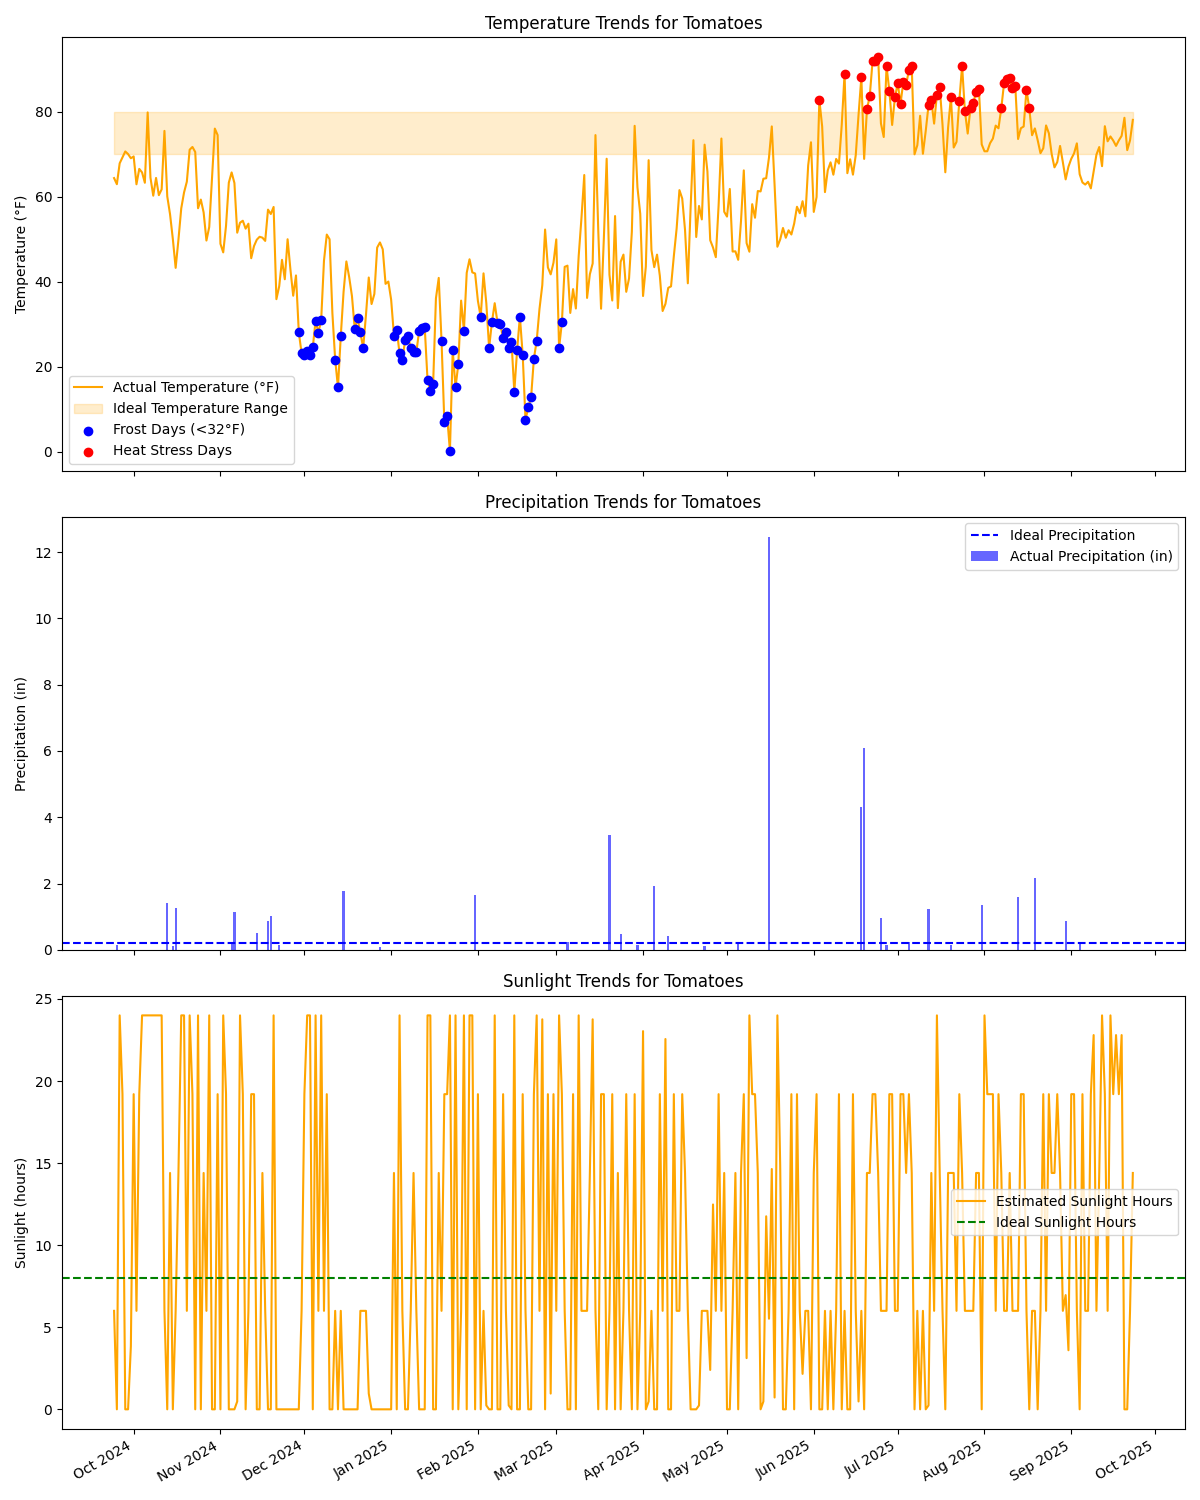 Temperature Trends for Tomatoes
Temperature (°F)
80
60
40
20
0
Actual Temperature (°F)
Ideal Temperature Range
Frost Days (<32°F)
Heat Stress Days
Precipitation Trends for Tomatoes
Precipitation (in)
12
10
8
6
4
2
0
Ideal Precipitation
Actual Precipitation (in)
Sunlight Trends for Tomatoes
Sunlight (hours)
25
20
15
10
5
0
Estimated Sunlight Hours
Ideal Sunlight Hours
Oct 2024
Nov 2024
Dec 2024
Jan 2025
Feb 2025
Mar 2025
Apr 2025
May 2025
Jun 2025
Jul 2025
Aug 2025
Sep 2025
Oct 2025